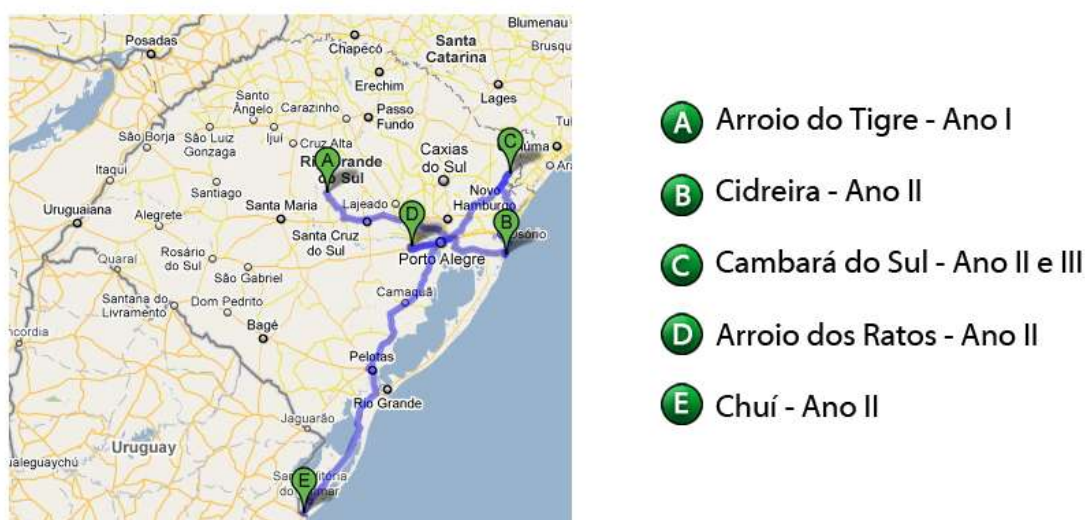 Blumenau
Posadas
Santa
Catarina
Chapecó
Brusqu
Erechim
Lages
Santo
Ângelo
Carazinho
Passo
Fundo
São Luiz
Gonzaga
Ijuí
São Borja
Cruz Alta
C
Caxias
do Sul
A
Itaqui
Santiago
Lajeado
Novo
Hamburgo
Uruguaiana
Alegrete
Santa Maria
D
B
Santa Cruz
do Sul
Porto Alegre
Rosário
do Sul
São Gabriel
Quaraí
Camaquã
Santana do
Livramento
Dom Pedrito
Bagé
Pelotas
Rio Grande
Jaguarão
Uruguay
E
A Arroio do Tigre - Ano I
B Cidreira - Ano II
C Cambará do Sul - Ano II e III
D Arroio dos Ratos - Ano II
E Chuí - Ano II